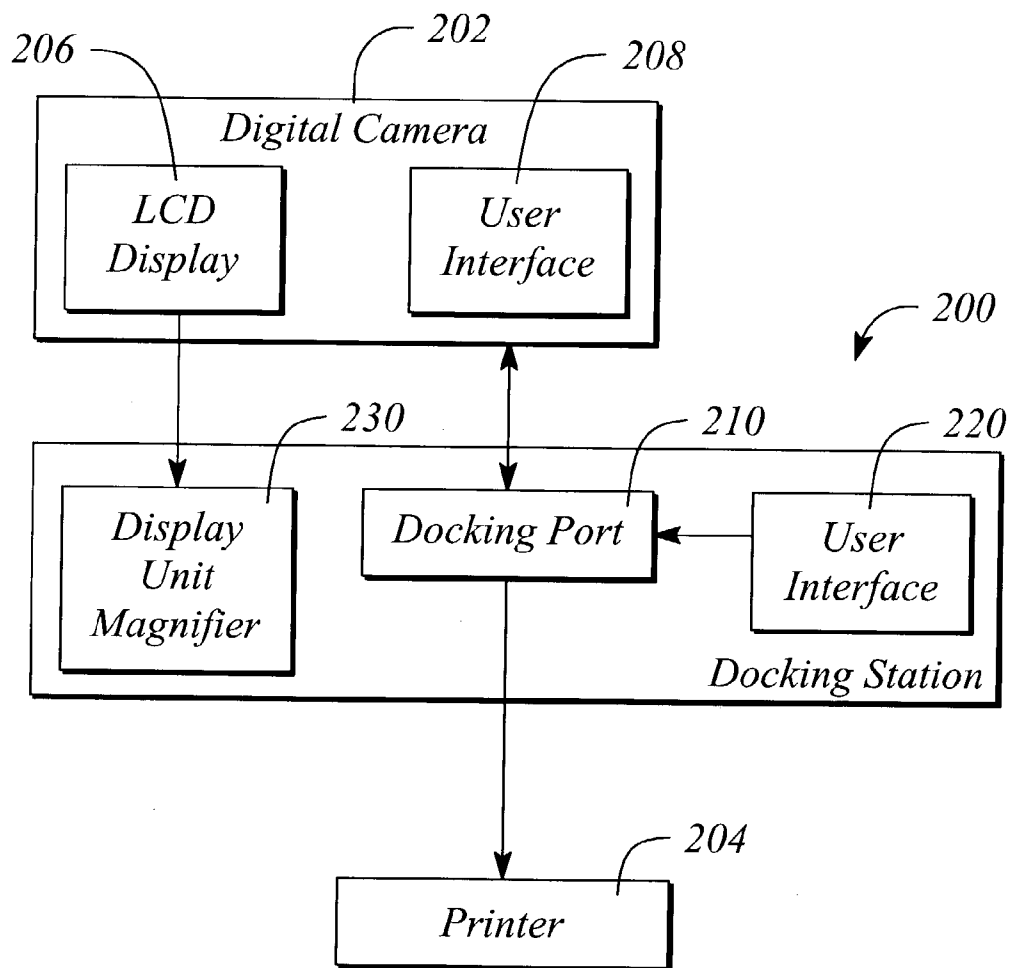 202
206
208
Digital Camera
LCD
Display
User
Interface
200
230
210
220
Display
Unit
Magnifier
Docking Port
User
Interface
Docking Station
204
Printer